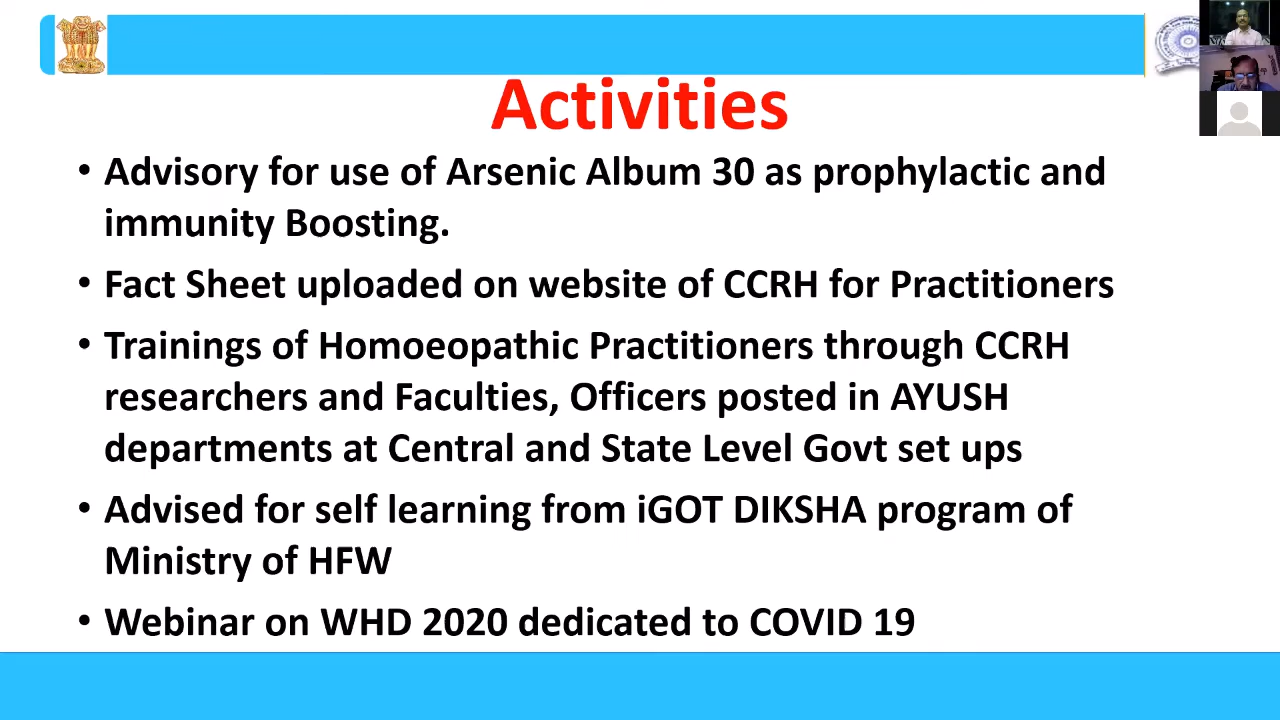 Activities
• Advisory for use of Arsenic Album 30 as prophylactic and
immunity Boosting.
• Fact Sheet uploaded on website of CCRH for Practitioners
• Trainings of Homoeopathic Practitioners through CCRH
researchers and Faculties, Officers posted in AYUSH
departments at Central and State Level Govt set ups
• Advised for self learning from iGOT DIKSHA program of
Ministry of HFW
• Webinar on WHD 2020 dedicated to COVID 19